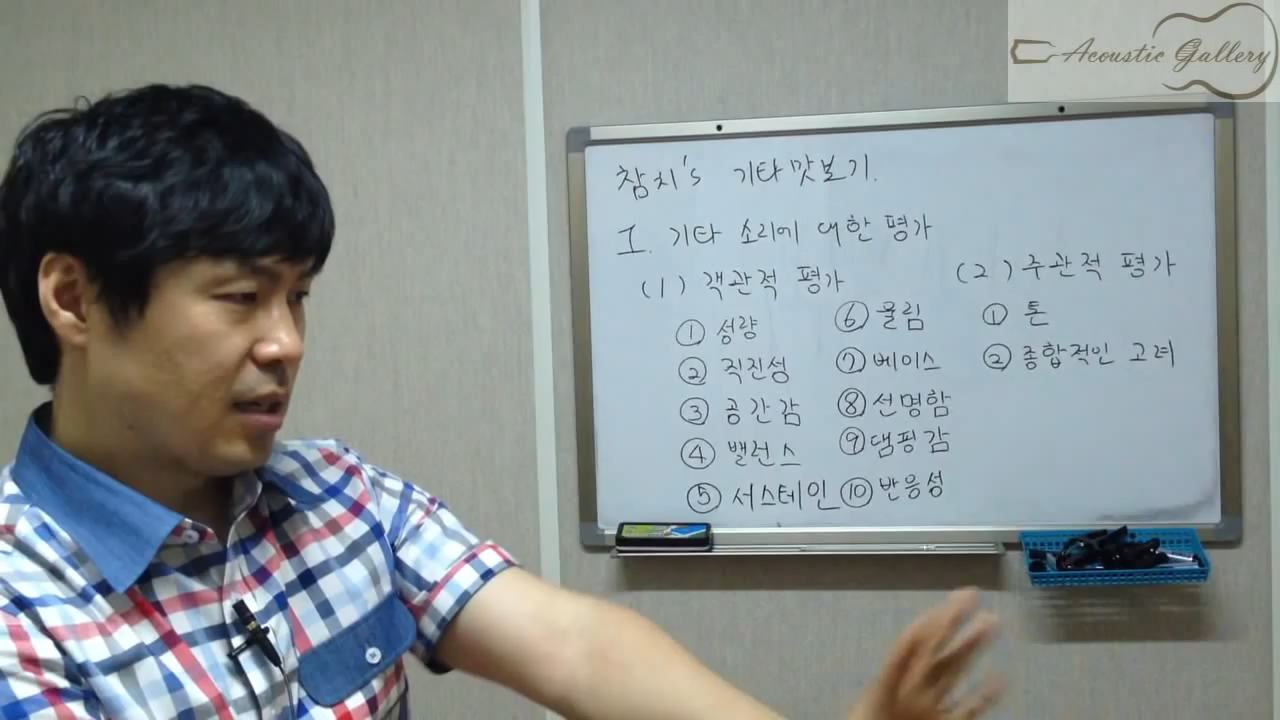 Acoustic Gallery
참치's 기타맛보기.
I. 기타 소리에 대한 평가
(1) 객관적 평가
① 성량
② 직진성
③ 공간감
④ 밸런스
⑤ 서스테인
⑥ 울림
⑦ 베이스
⑧ 선명함
⑨ 댐핑감
⑩ 반응성
(2) 주관적 평가
① 톤
② 종합적인 고려